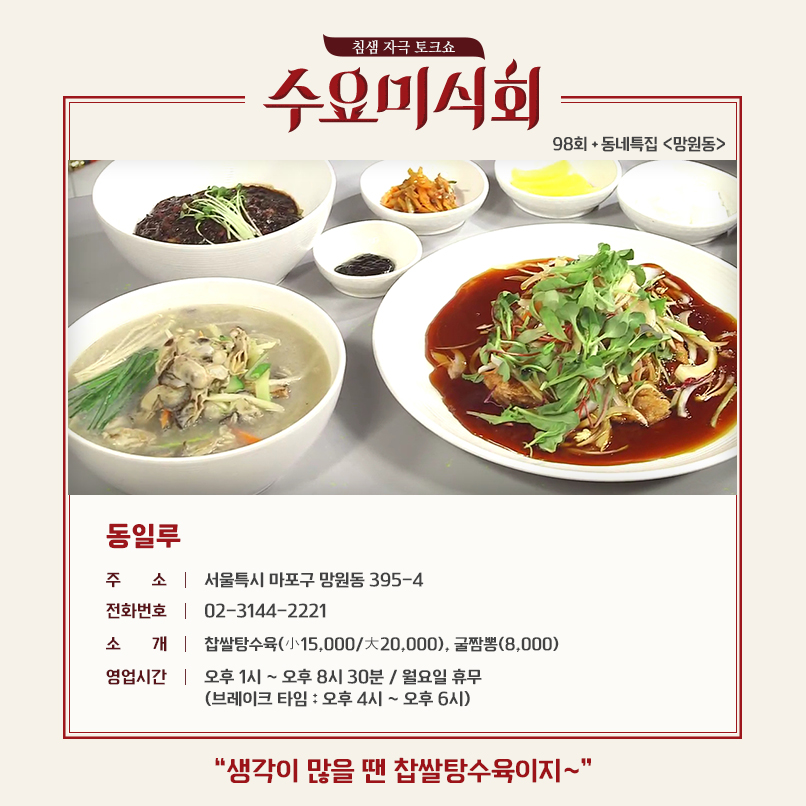 침샘 자극 토크쇼
수요미식회
98회 + 동네특집 <망원동>
동일루
주 소 | 서울특시 마포구 망원동 395-4
전화번호 | 02-3144-2221
소 개 | 찹쌀탕수육(小15,000/大20,000), 굴짬뽕(8,000)
영업시간 | 오후 1시 ~ 오후 8시 30분 / 월요일 휴무
(브레이크 타임 : 오후 4시 ~ 오후 6시)
“생각이 많을 땐 찹쌀탕수육이지~”